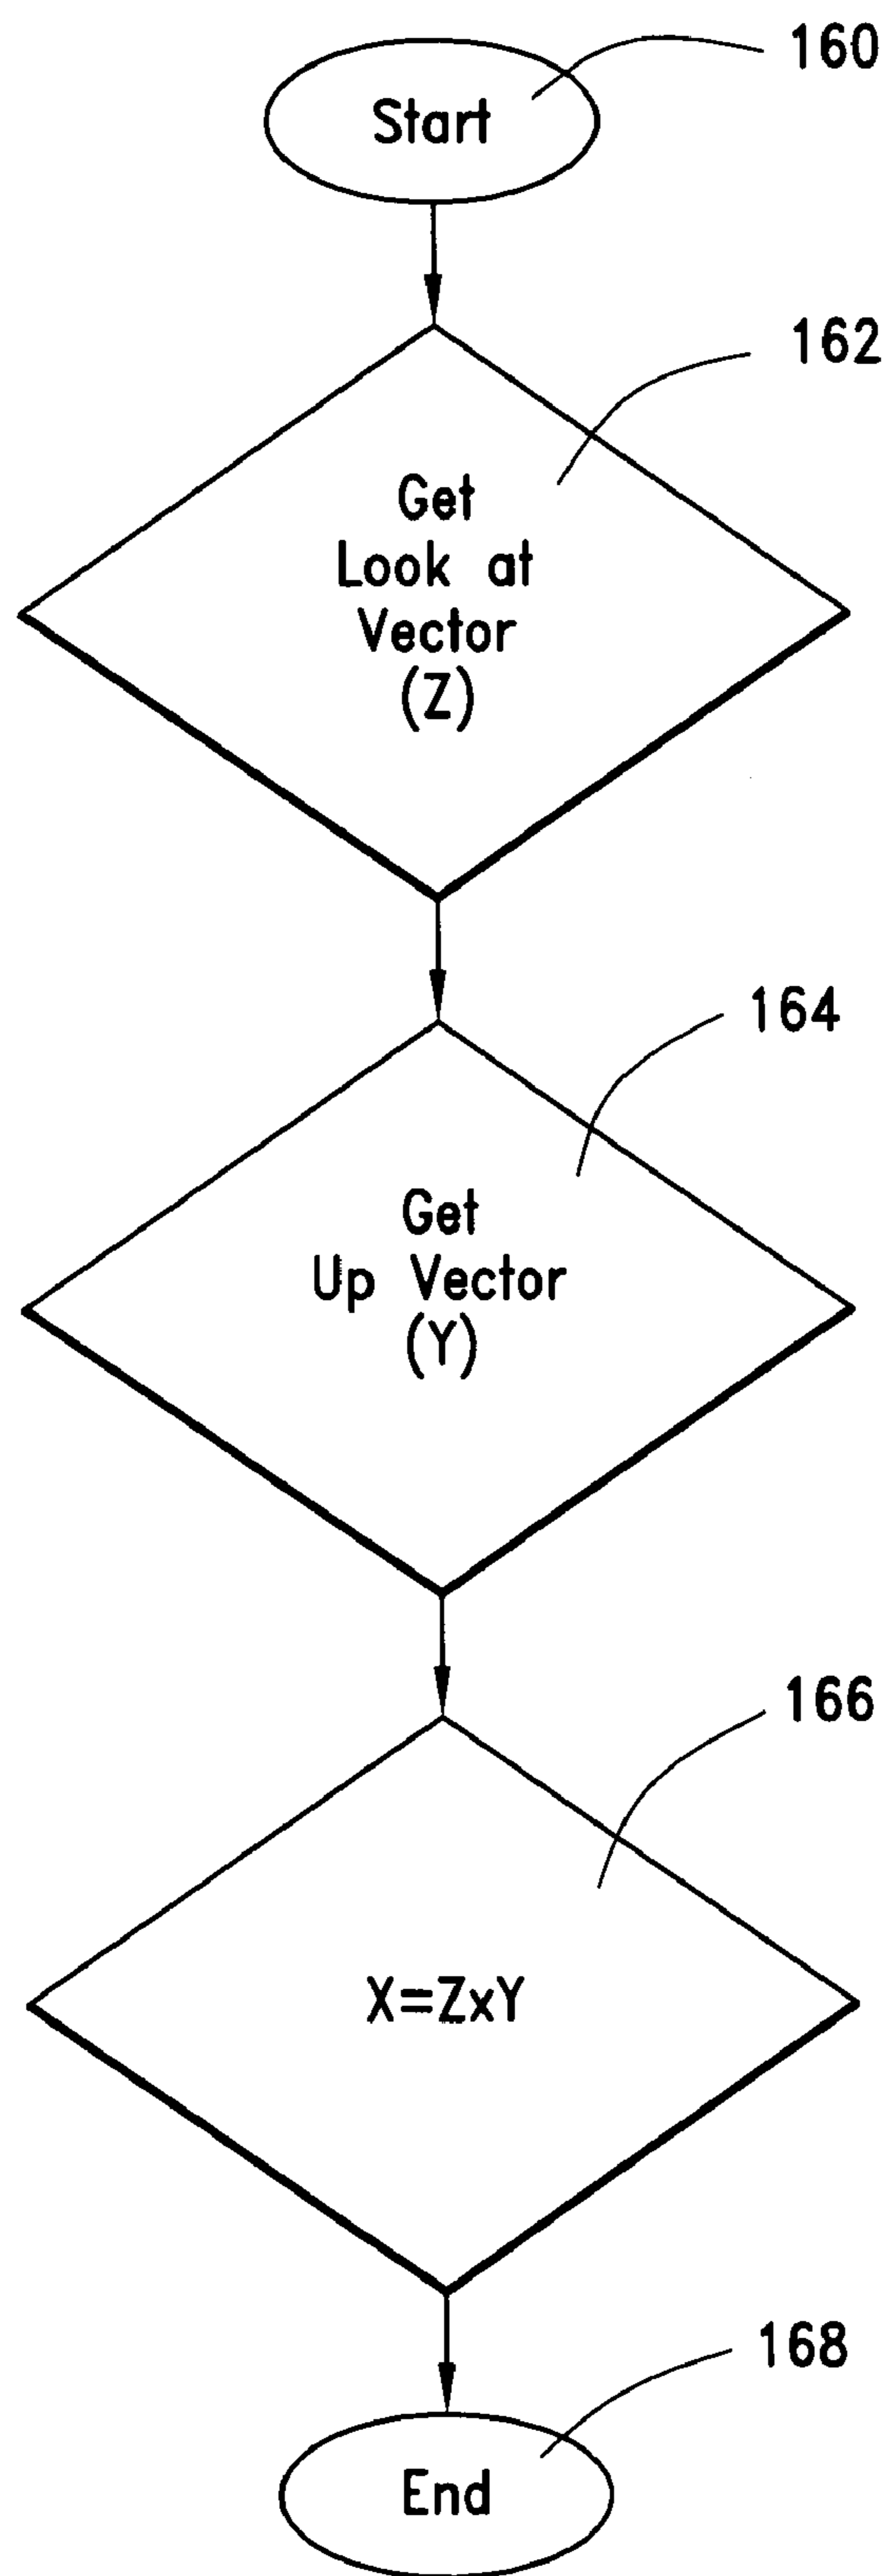 160
Start
162
Get
Look at
Vector
(Z)
164
Get
Up Vector
(Y)
166
X=ZxY
168
End